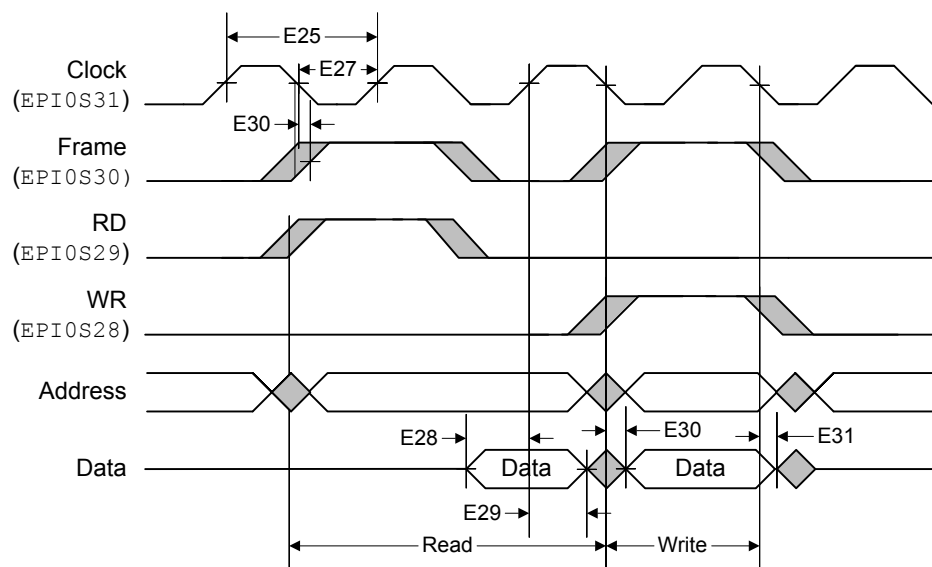 E25
Clock
E27
(EPI0S31)
E30
Frame
(EPI0S30)
RD
(EPI0S29)
WR
(EPI0S28)
Address
E28
E30
E31
Data
Data
Data
E29
Read
Write